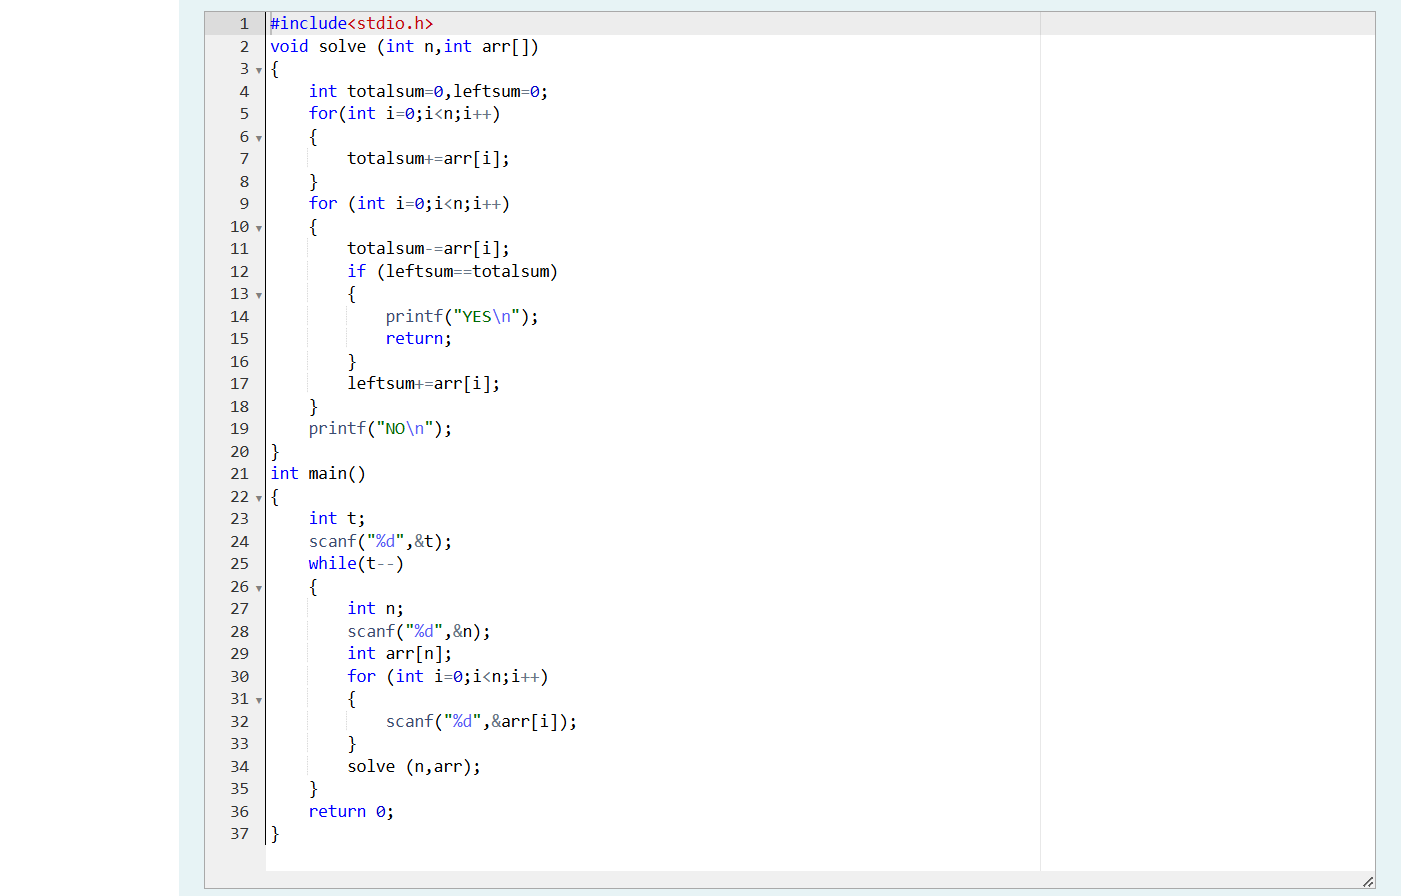 1 #include<stdio.h>
2 void solve (int n,int arr[])
3 {
4     int totalsum=0,leftsum=0;
5     for(int i=0;i<n;i++)
6     {
7         totalsum+=arr[i];
8     }
9     for (int i=0;i<n;i++)
10     {
11         totalsum-=arr[i];
12         if (leftsum==totalsum)
13         {
14             printf("YES\n");
15             return;
16         }
17         leftsum+=arr[i];
18     }
19     printf("NO\n");
20 }
21 int main()
22 {
23     int t;
24     scanf("%d",&t);
25     while(t--)
26     {
27         int n;
28         scanf("%d",&n);
29         int arr[n];
30         for (int i=0;i<n;i++)
31         {
32             scanf("%d",&arr[i]);
33         }
34         solve (n,arr);
35     }
36     return 0;
37 }